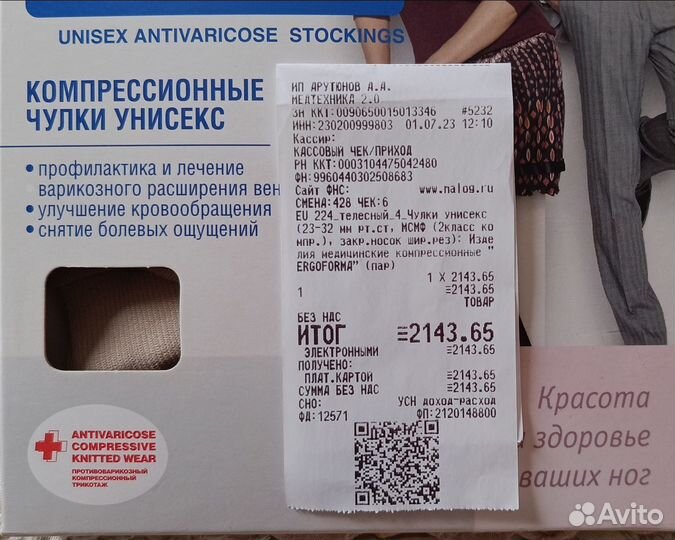 UNISEX ANTIVARICOSE STOCKINGS
КОМПРЕССИОННЫЕ
ЧУЛКИ УНИСЕКС
• профилактика и лечение
варикозного расширения вен
• улучшение кровообращения
• снятие болевых ощущений
ANTIVARICOSE
COMPRESSIVE
KNITTED WEAR
ПРОТИВОВАРИКОЗНЫЙ
КОМПРЕССИОННЫЙ
ТРИКОТАЖ
ИП АРУТЮНОВ А.А.
МЕДТЕХНИКА 2.0
ЗН ККТ:0090650015013346 #5232
ИНН:230200999803 01.07.23 12:10
Кассир:
КАССОВЫЙ ЧЕК/ПРИХОД
РН ККТ:0003104475042480
ФН:9960440302508683
Сайт ФНС: www.nalog.ru
СМЕНА:428 ЧЕК:6
EU 224_телесный_4_Чулки унисекс
(23-32 мм рт.ст, МСМФ (2класс ко
мпр.), закр.носок шир.рез): Изде
лия медицинские компрессионные "
ERGOFORMA" (пар)
1 X 2143.65
1 ≡2143.65
ТОВАР
БЕЗ НДС
ИТОГ ≡2143.65
ЭЛЕКТРОННЫМИ ≡2143.65
ПОЛУЧЕНО:
ПЛАТ.КАРТОЙ ≡2143.65
СУММА БЕЗ НДС ≡2143.65
СНО: УСН доход-расход
ФД:12571 ФП:2120148800
Красота
здоровье
ваших ног
Avito